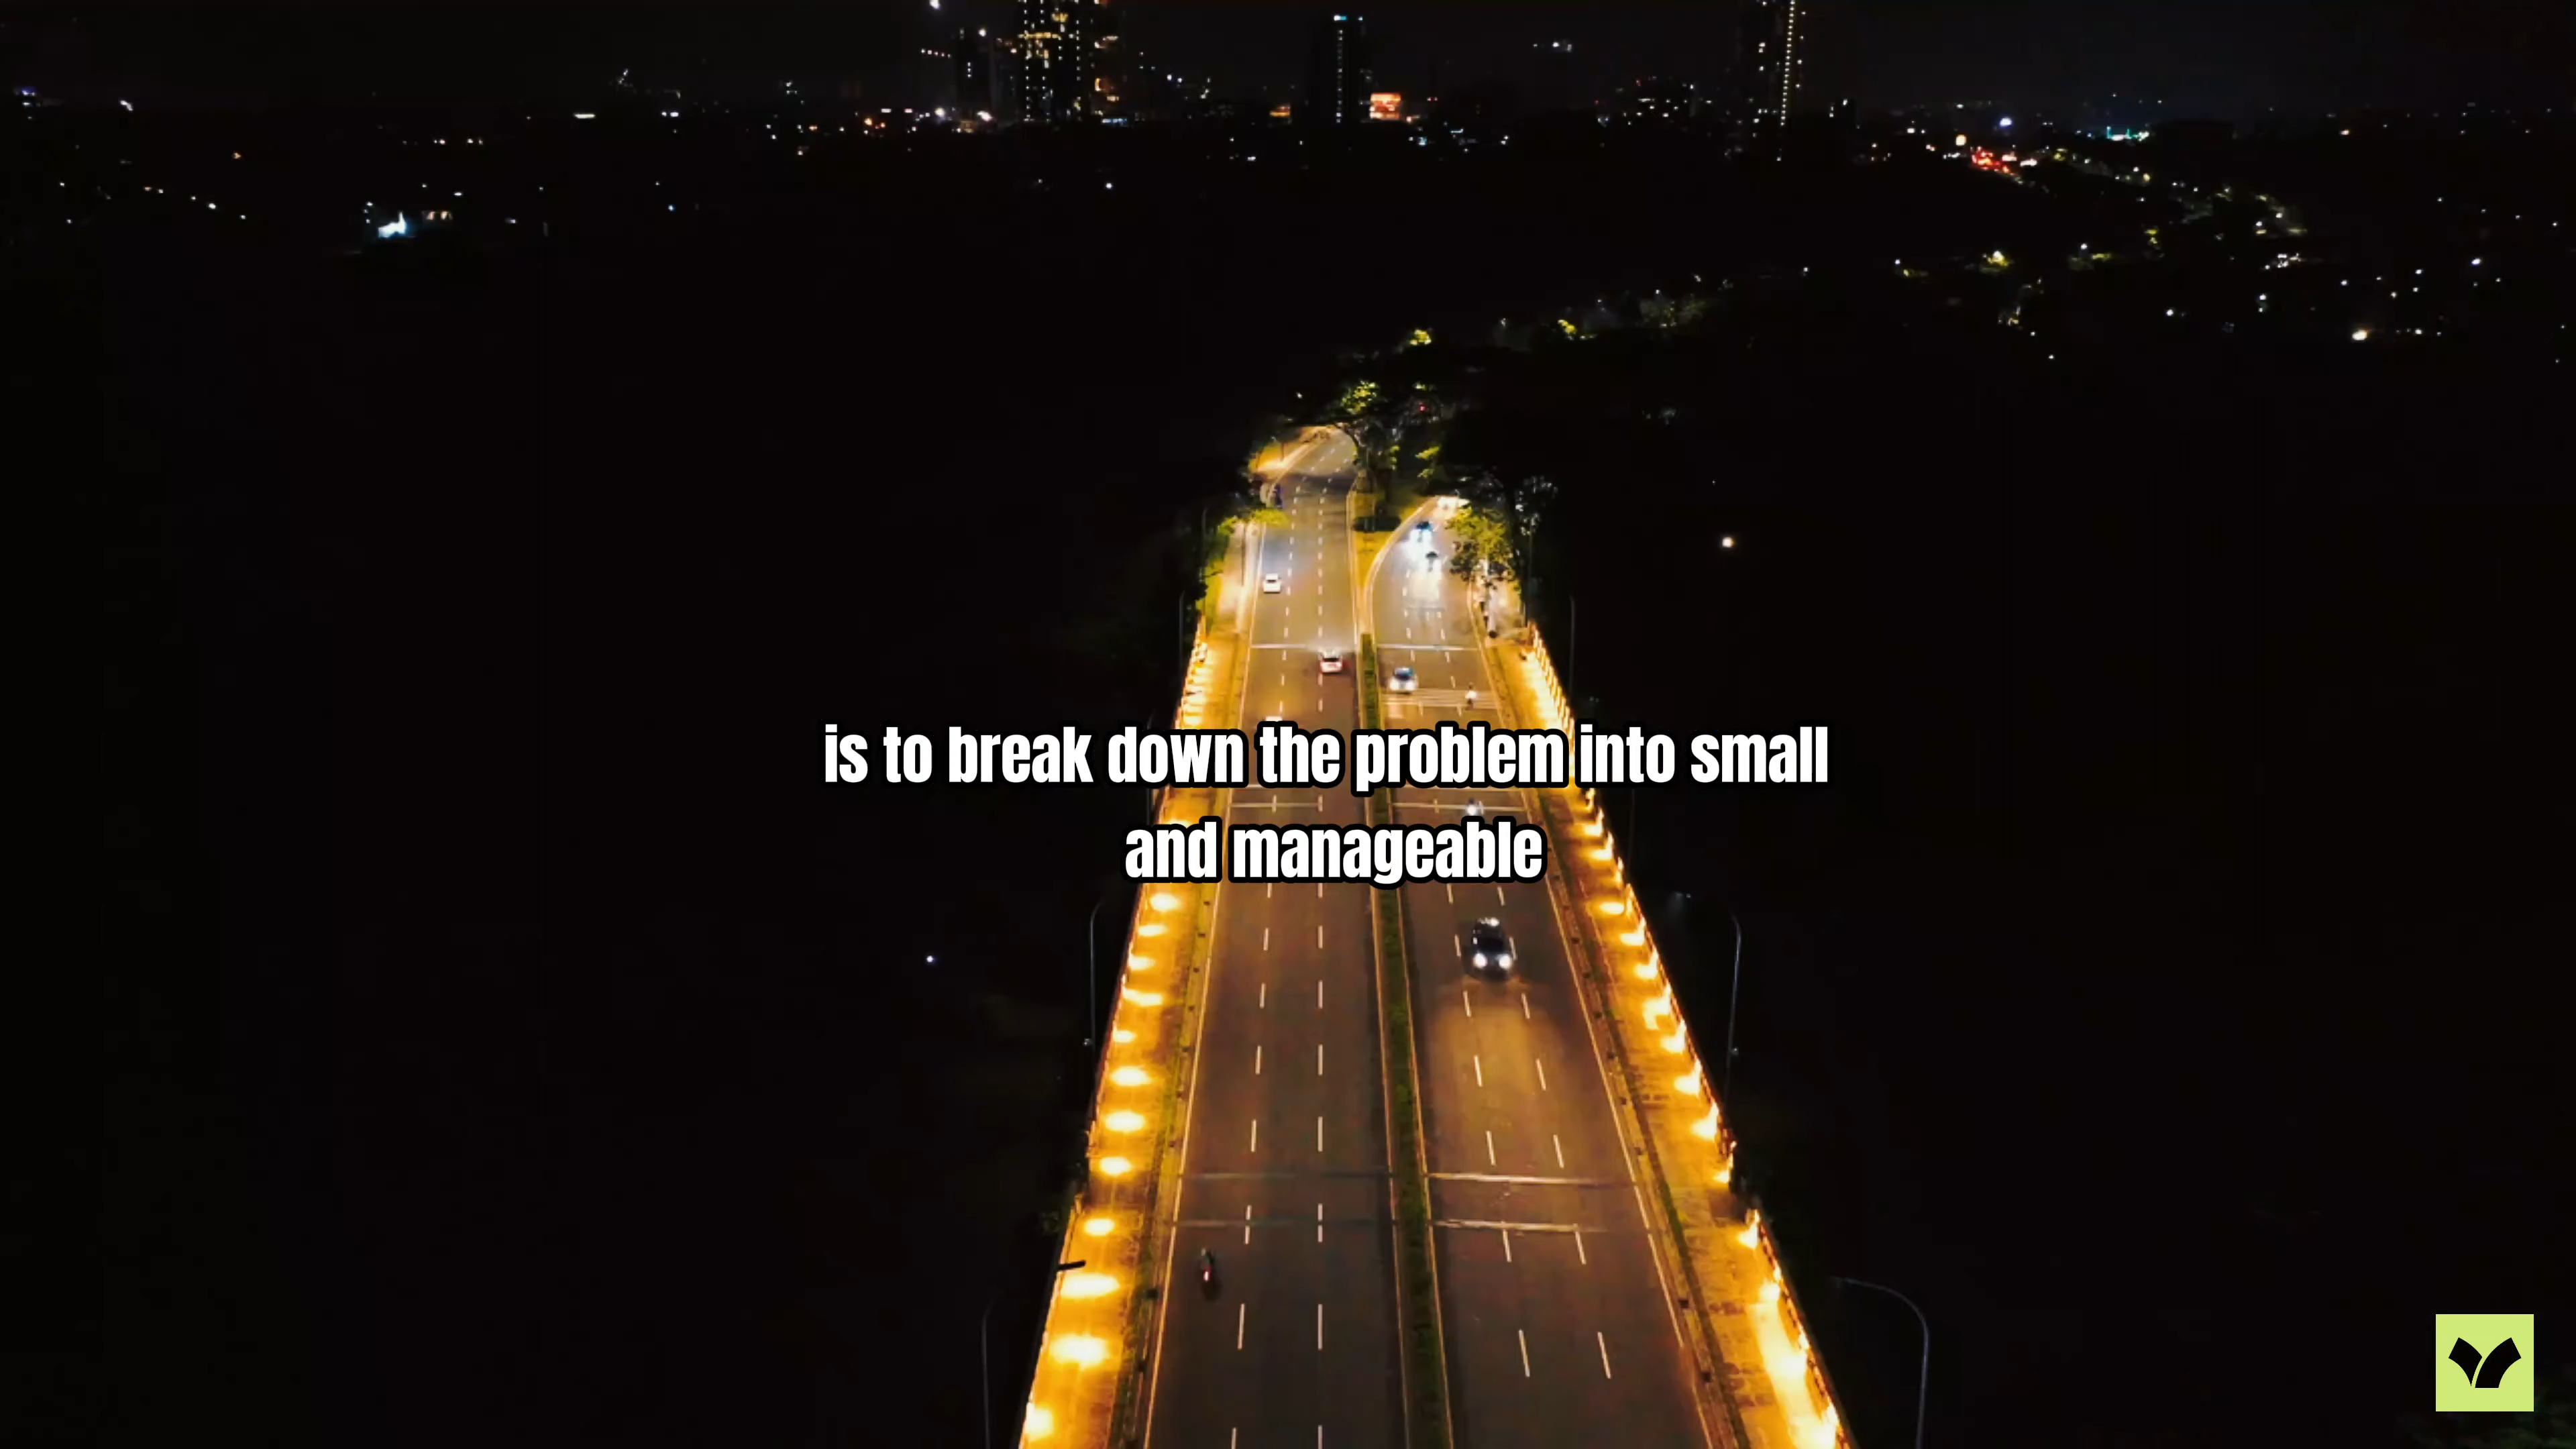 is to break down the problem into small
and manageable